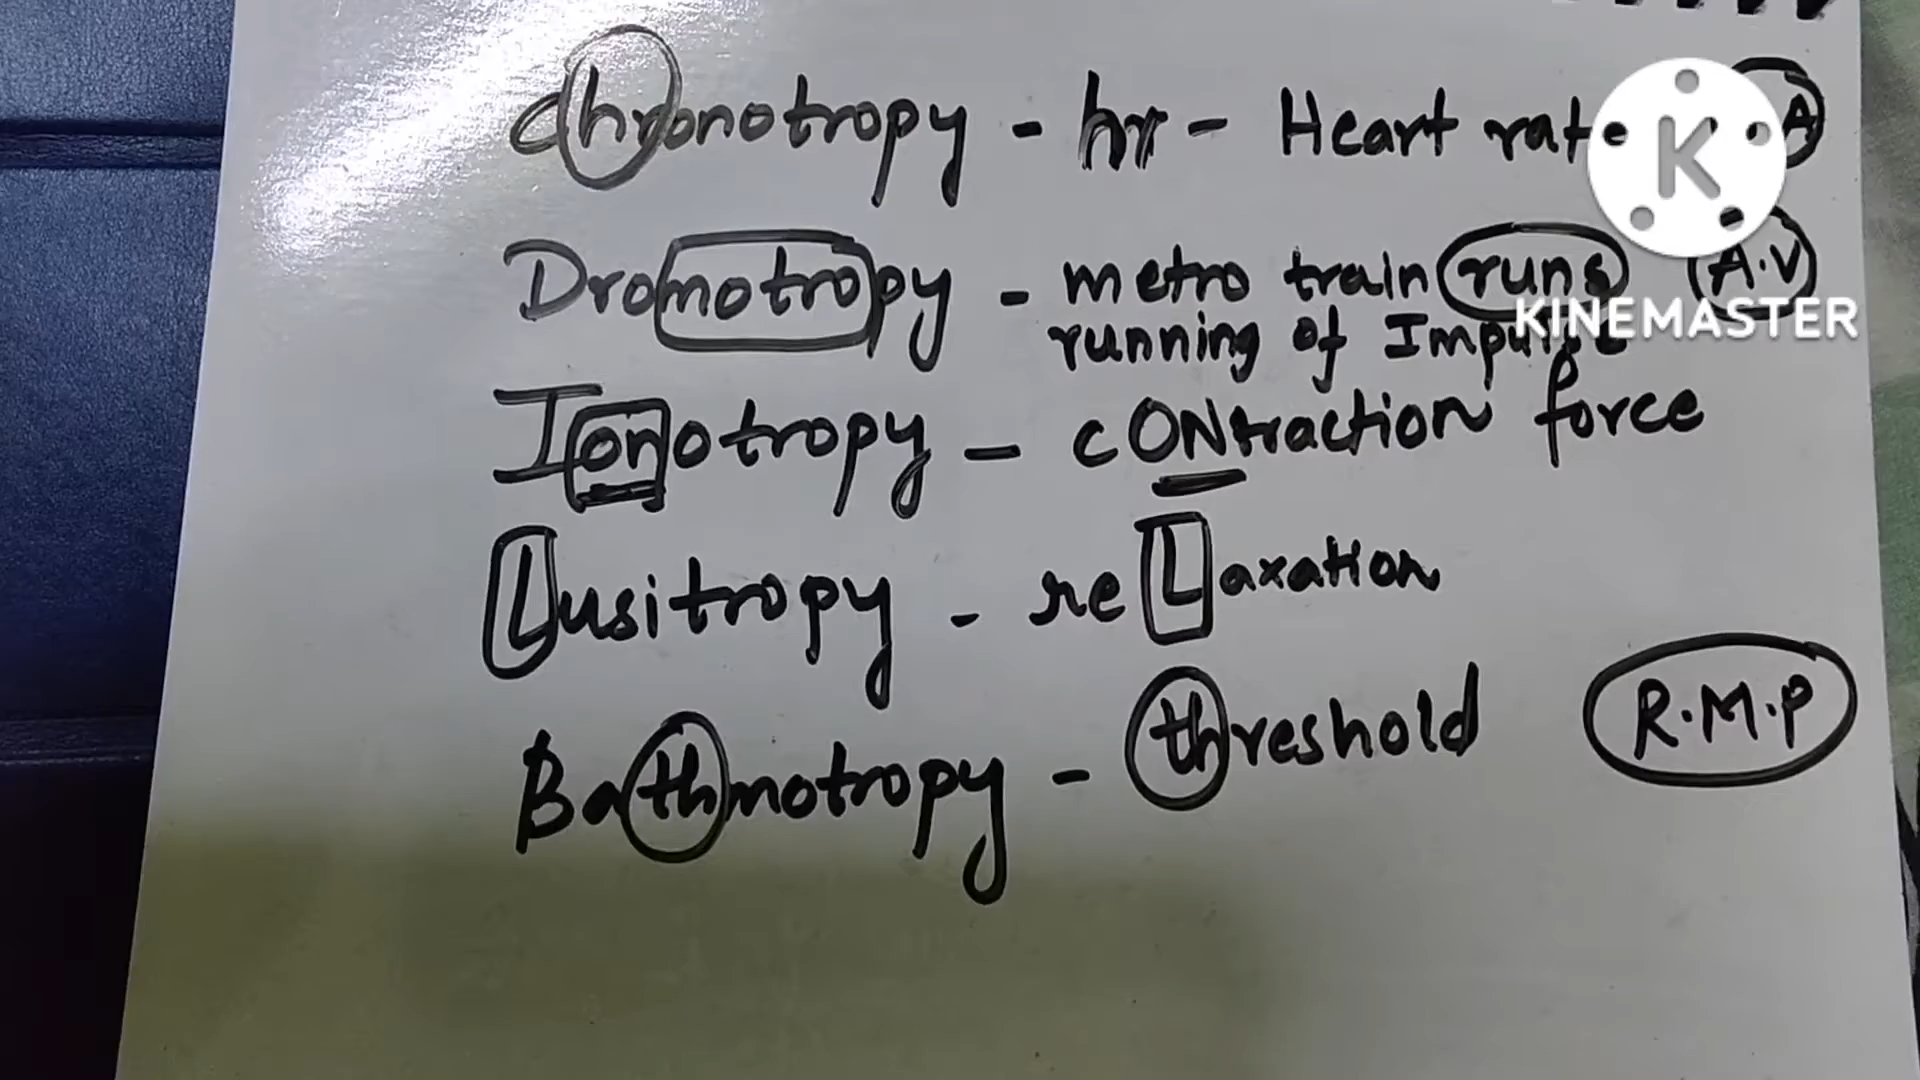 Chronotropy - hr - Heart rate A
Dromotropy - metro train runs A.V
running of Impulse
Ionotropy - cONtraction force
Lusitropy - reLaxation
Bathmotropy - threshold R.M.P
K
KINEMASTER